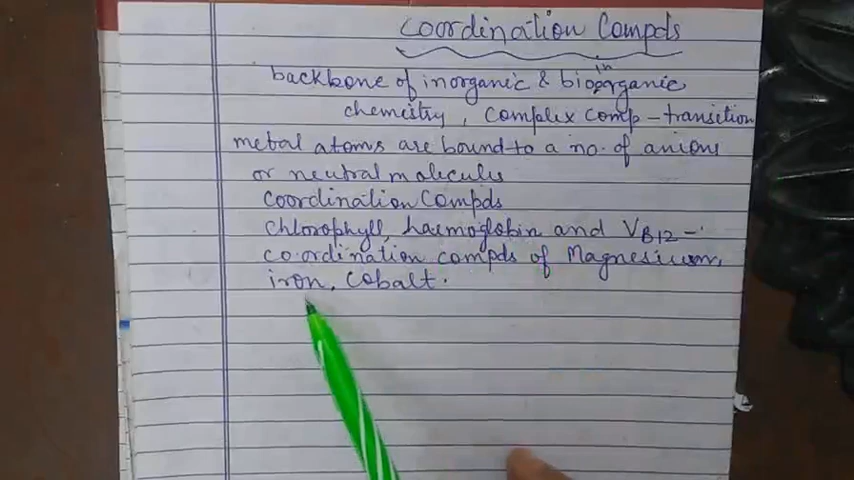 Coordination Compds
backbone of inorganic & bioinorganic
chemistry, complex comp - transition
metal atoms are bound to a no. of anions
or neutral molecules
coordination Compds
chlorophyll, haemoglobin and VB12 -
co.ordination compds of Magnesium,
iron, Cobalt.